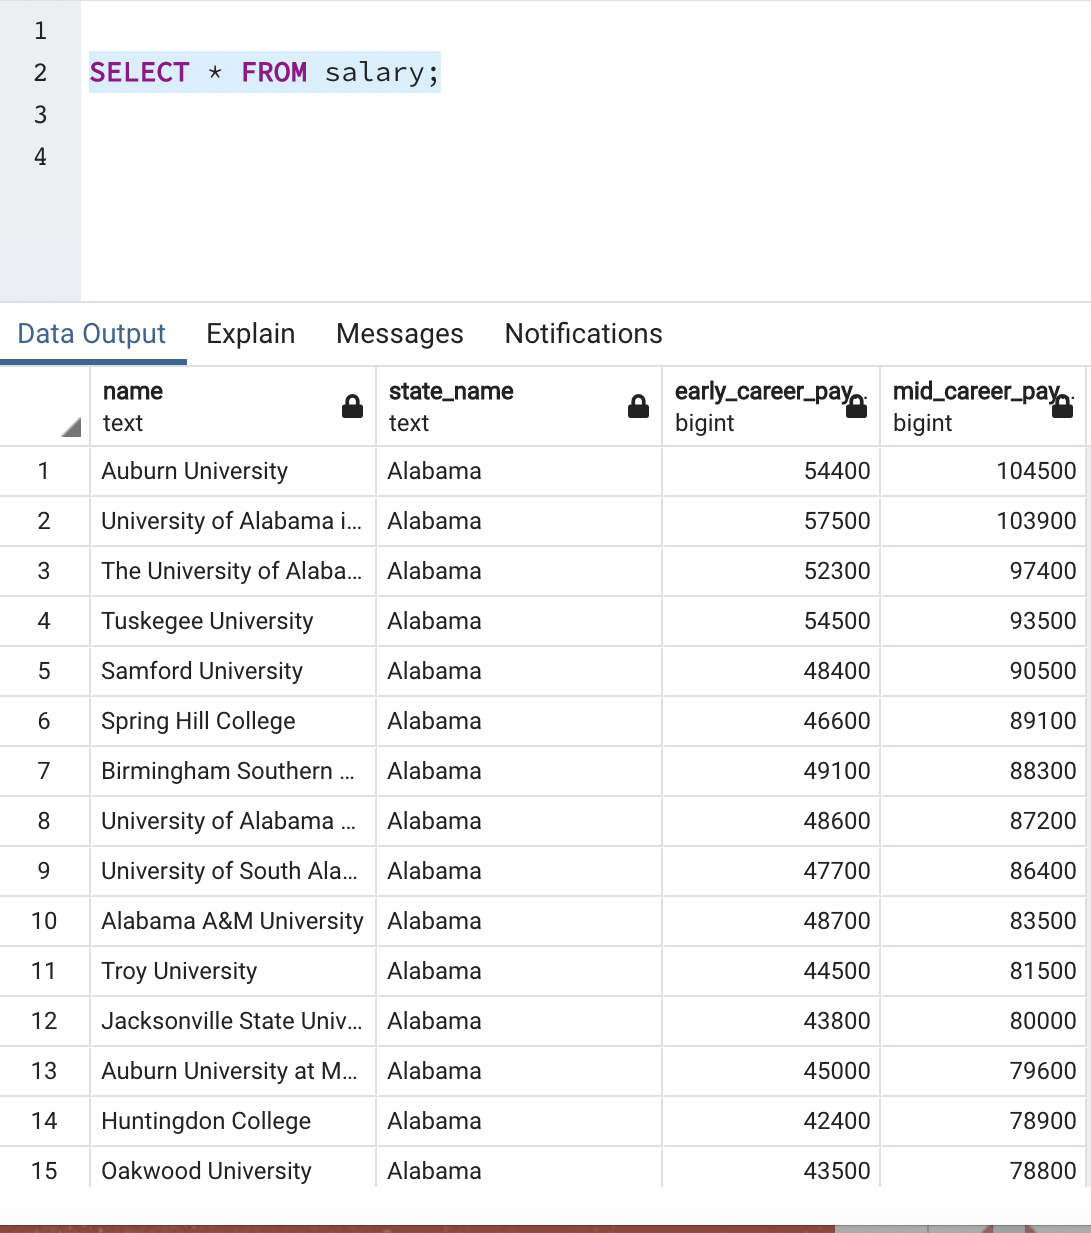 1
2 SELECT * FROM salary;
3
4
Data Output Explain Messages Notifications
name state_name early_career_pay.. mid_career_pay..
text text bigint bigint
1 Auburn University Alabama 54400 104500
2 University of Alabama i... Alabama 57500 103900
3 The University of Alaba... Alabama 52300 97400
4 Tuskegee University Alabama 54500 93500
5 Samford University Alabama 48400 90500
6 Spring Hill College Alabama 46600 89100
7 Birmingham Southern ... Alabama 49100 88300
8 University of Alabama ... Alabama 48600 87200
9 University of South Ala... Alabama 47700 86400
10 Alabama A&M University Alabama 48700 83500
11 Troy University Alabama 44500 81500
12 Jacksonville State Univ... Alabama 43800 80000
13 Auburn University at M... Alabama 45000 79600
14 Huntingdon College Alabama 42400 78900
15 Oakwood University Alabama 43500 78800